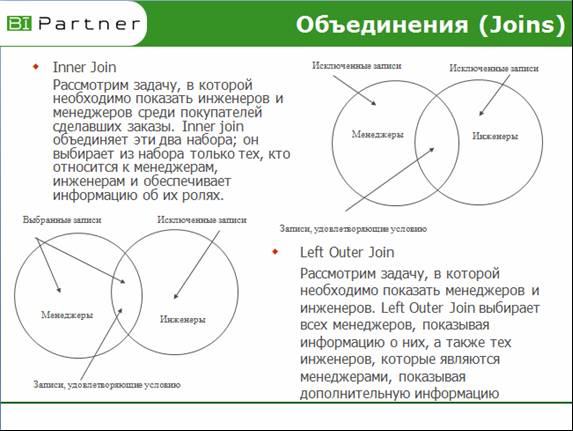 BI Partner
Объединения (Joins)
Inner Join
Рассмотрим задачу, в которой
необходимо показать инженеров и
менеджеров среди покупателей
сделавших заказы. Inner join
объединяет эти два набора; он
выбирает из набора только тех, кто
относится к менеджерам,
инженерам и обеспечивает
информацию об их ролях.
Исключенные записи
Исключенные записи
Менеджеры
Инженеры
Записи, удовлетворяющие условию
Выбранные записи
Исключенные записи
Менеджеры
Инженеры
Записи, удовлетворяющие условию
Left Outer Join
Рассмотрим задачу, в которой
необходимо показать менеджеров и
инженеров. Left Outer Join выбирает
всех менеджеров, показывая
информацию о них, а также тех
инженеров, которые являются
менеджерами, показывая
дополнительную информацию